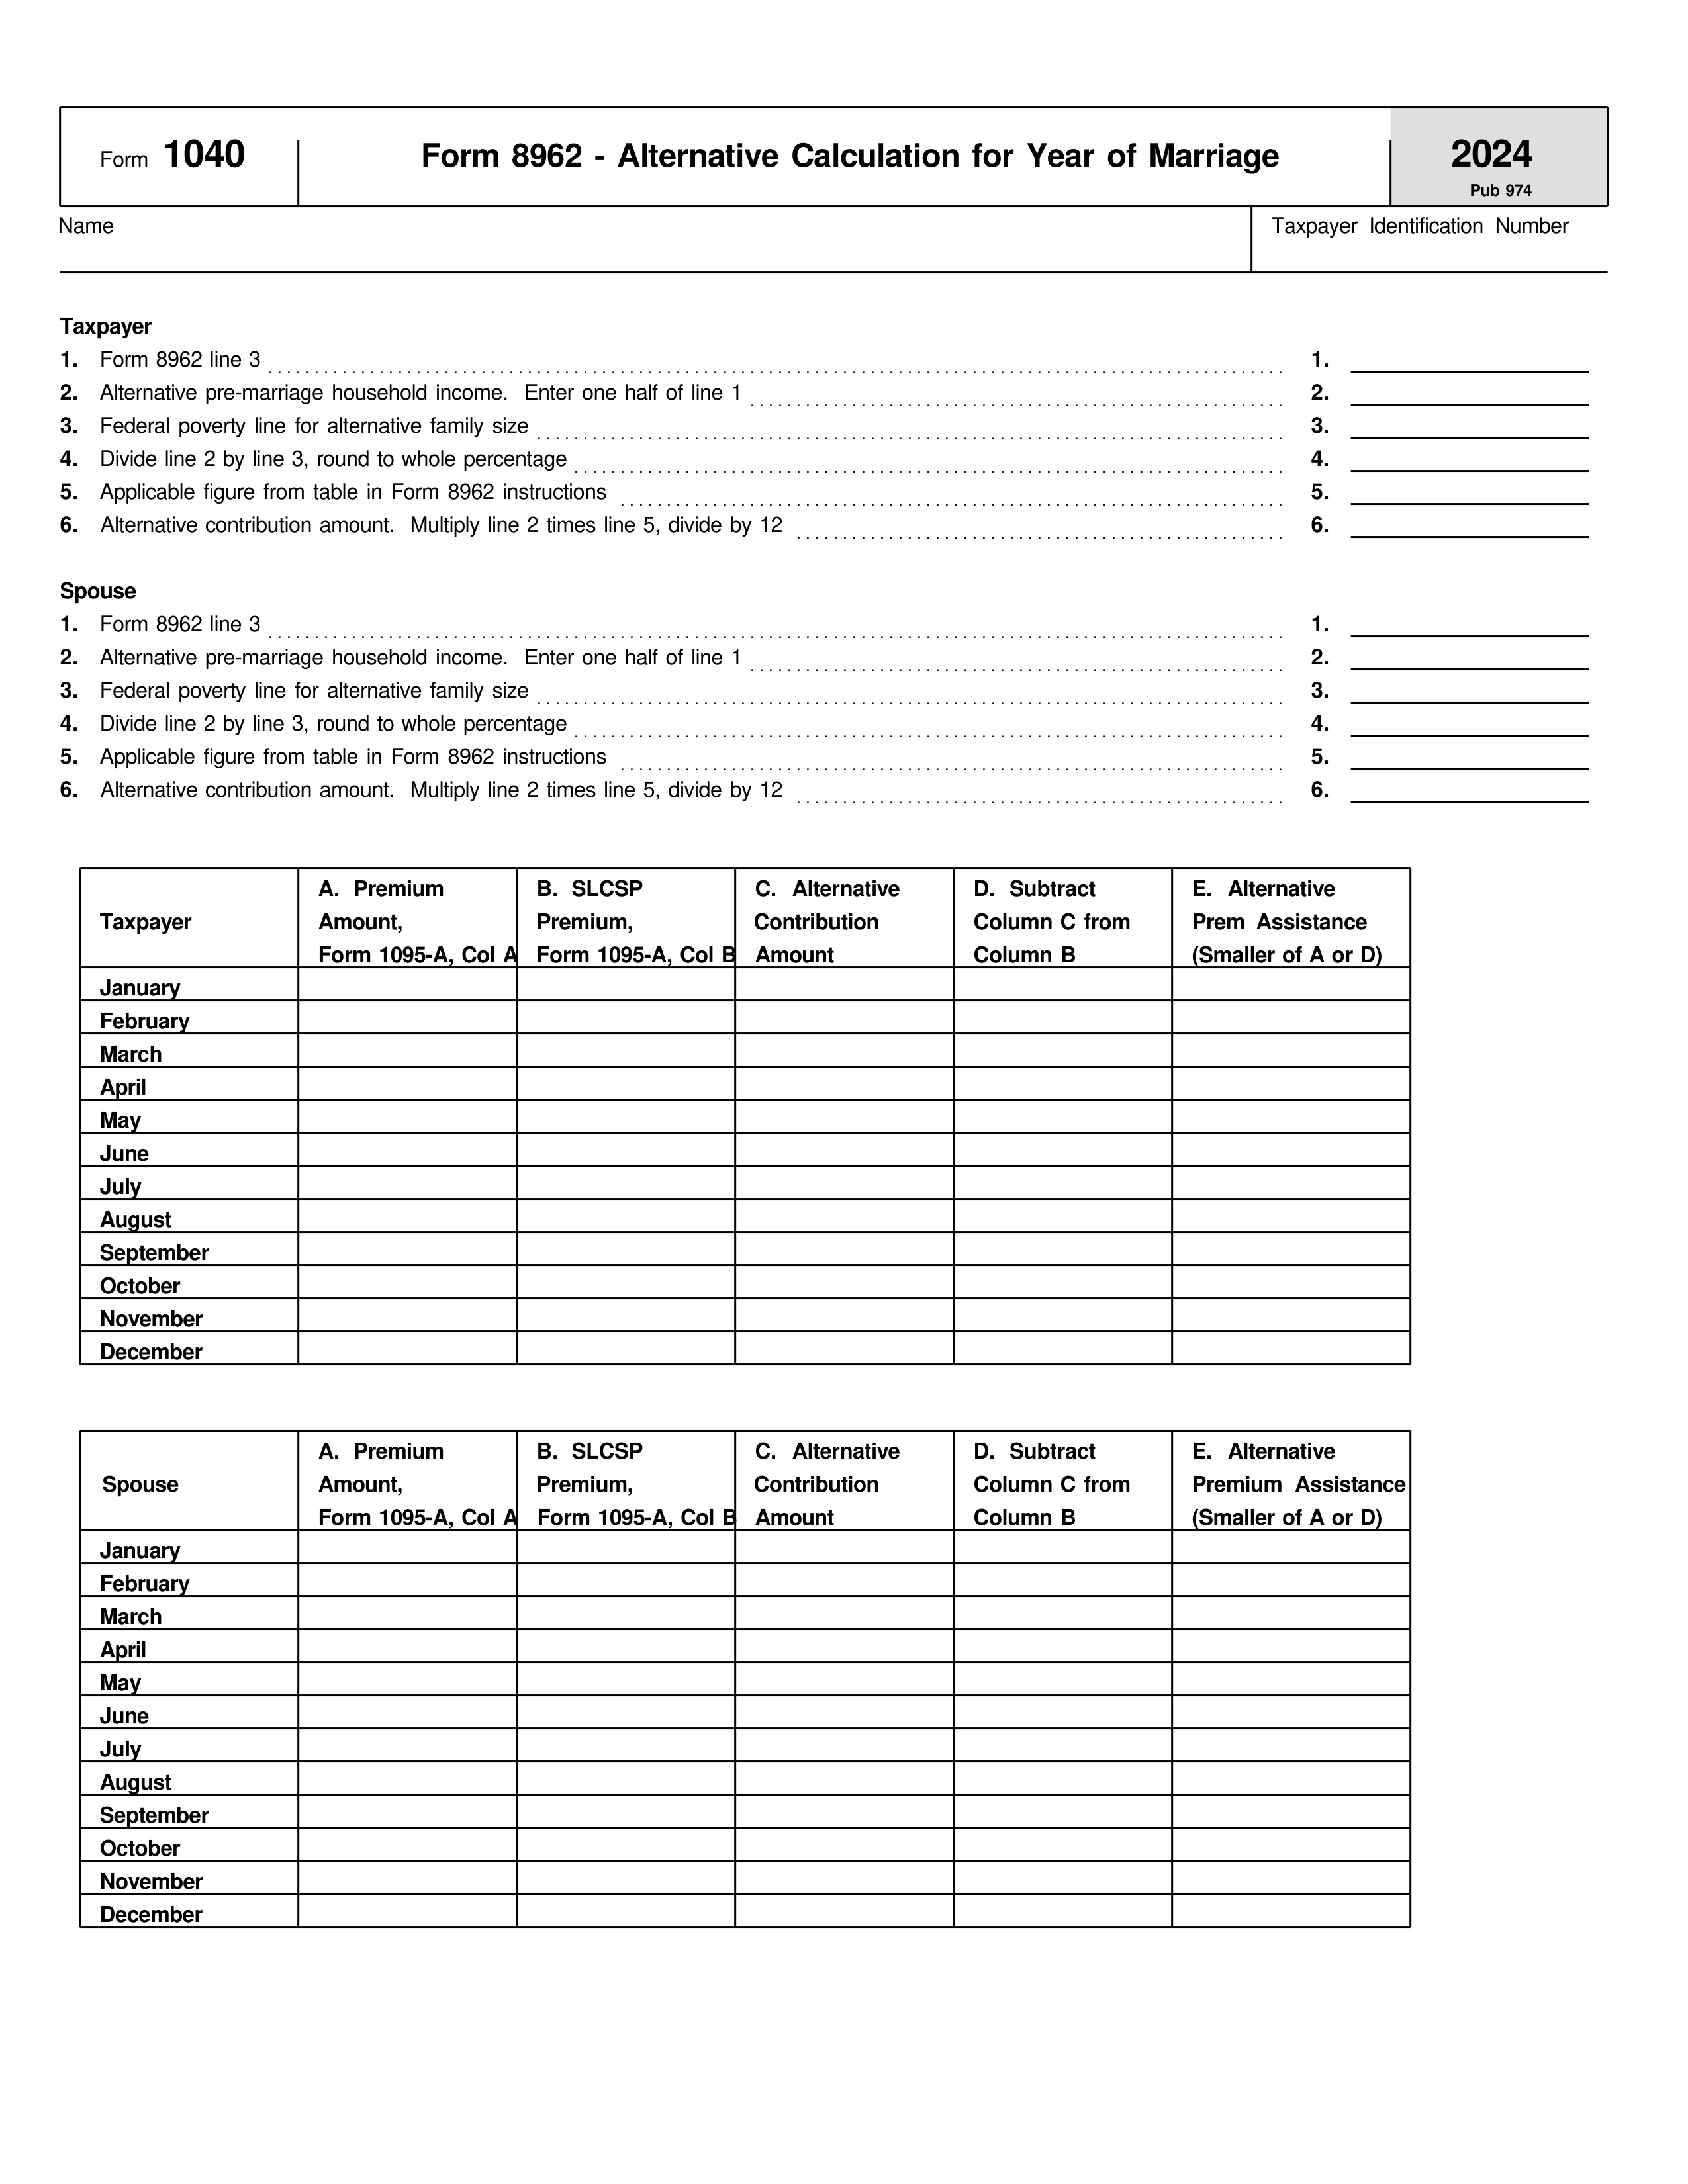 Form 1040 Form 8962 - Alternative Calculation for Year of Marriage 2024
Pub 974
Name Taxpayer Identification Number
Taxpayer
1. Form 8962 line 3 1.
2. Alternative pre-marriage household income. Enter one half of line 1 2.
3. Federal poverty line for alternative family size 3.
4. Divide line 2 by line 3, round to whole percentage 4.
5. Applicable figure from table in Form 8962 instructions 5.
6. Alternative contribution amount. Multiply line 2 times line 5, divide by 12 6.
Spouse
1. Form 8962 line 3 1.
2. Alternative pre-marriage household income. Enter one half of line 1 2.
3. Federal poverty line for alternative family size 3.
4. Divide line 2 by line 3, round to whole percentage 4.
5. Applicable figure from table in Form 8962 instructions 5.
6. Alternative contribution amount. Multiply line 2 times line 5, divide by 12 6.
A. Premium B. SLCSP C. Alternative D. Subtract E. Alternative
Taxpayer Amount, Premium, Contribution Column C from Prem Assistance
Form 1095-A, Col A Form 1095-A, Col B Amount Column B (Smaller of A or D)
January
February
March
April
May
June
July
August
September
October
November
December
A. Premium B. SLCSP C. Alternative D. Subtract E. Alternative
Spouse Amount, Premium, Contribution Column C from Premium Assistance
Form 1095-A, Col A Form 1095-A, Col B Amount Column B (Smaller of A or D)
January
February
March
April
May
June
July
August
September
October
November
December